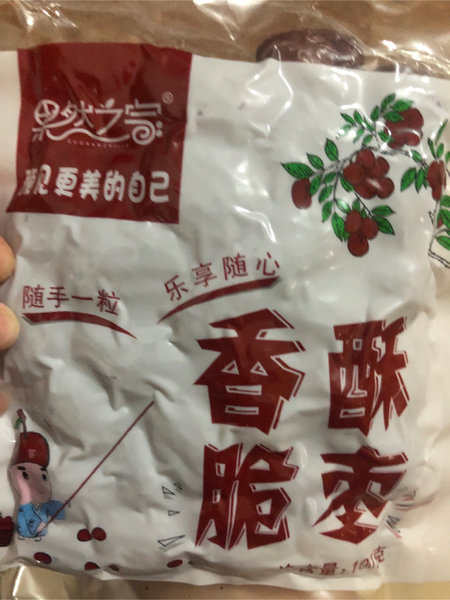 果然之家®
遇见更美的自己
随手一粒
乐享随心
香酥
脆枣